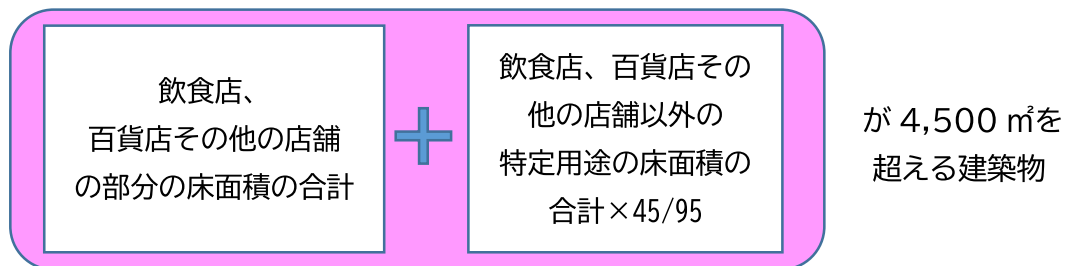 飲食店、
百貨店その他の店舗
の部分の床面積の合計
飲食店、百貨店その
他の店舗以外の
特定用途の床面積の
合計×45/95
が 4,500 ㎡を
超える建築物